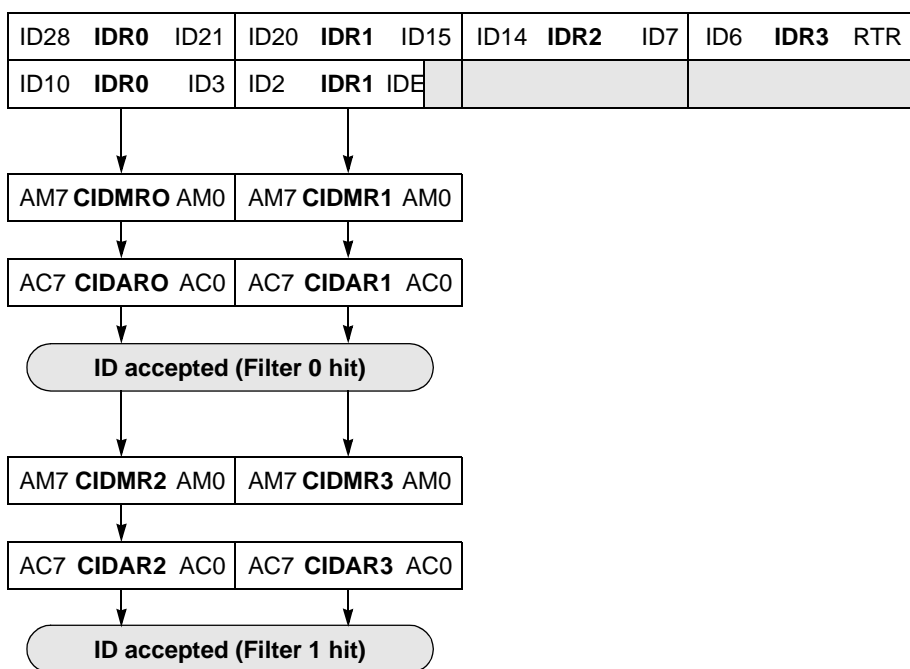 ID28 IDR0 ID21 ID20 IDR1 ID15 ID14 IDR2 ID7 ID6 IDR3 RTR
ID10 IDR0 ID3 ID2 IDR1 IDE
AM7 CIDMRO AM0 AM7 CIDMR1 AM0
AC7 CIDARO AC0 AC7 CIDAR1 AC0
ID accepted (Filter 0 hit)
AM7 CIDMR2 AM0 AM7 CIDMR3 AM0
AC7 CIDAR2 AC0 AC7 CIDAR3 AC0
ID accepted (Filter 1 hit)